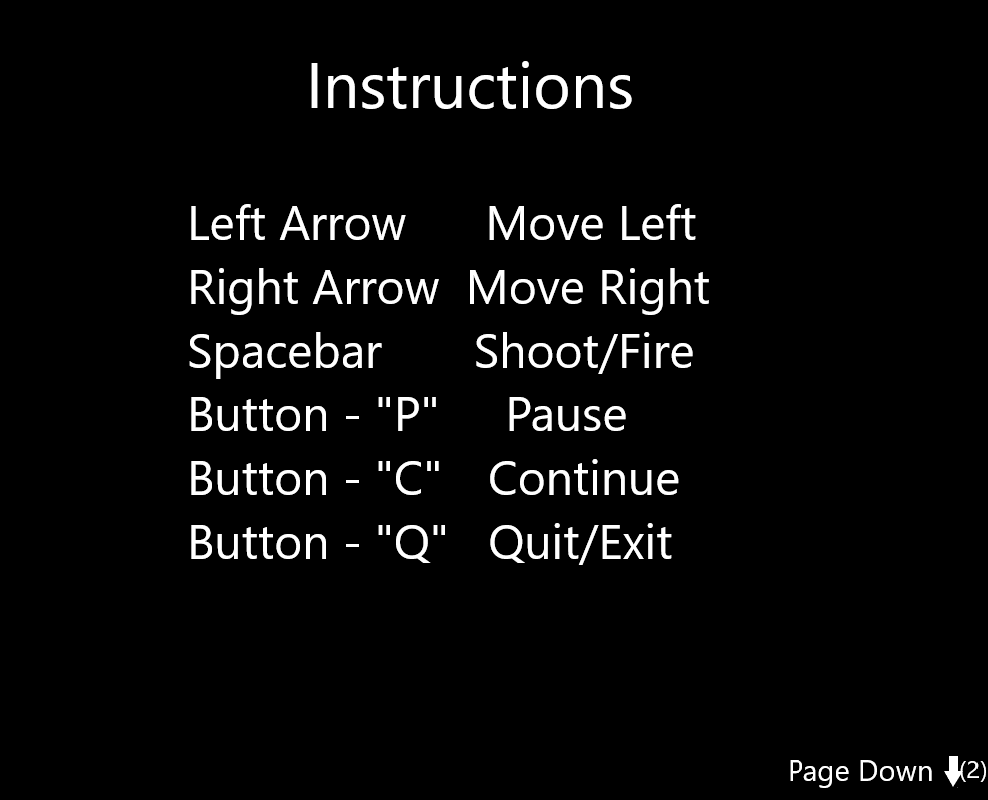 Instructions
Left Arrow Move Left
Right Arrow Move Right
Spacebar Shoot/Fire
Button - "P" Pause
Button - "C" Continue
Button - "Q" Quit/Exit
Page Down (2)